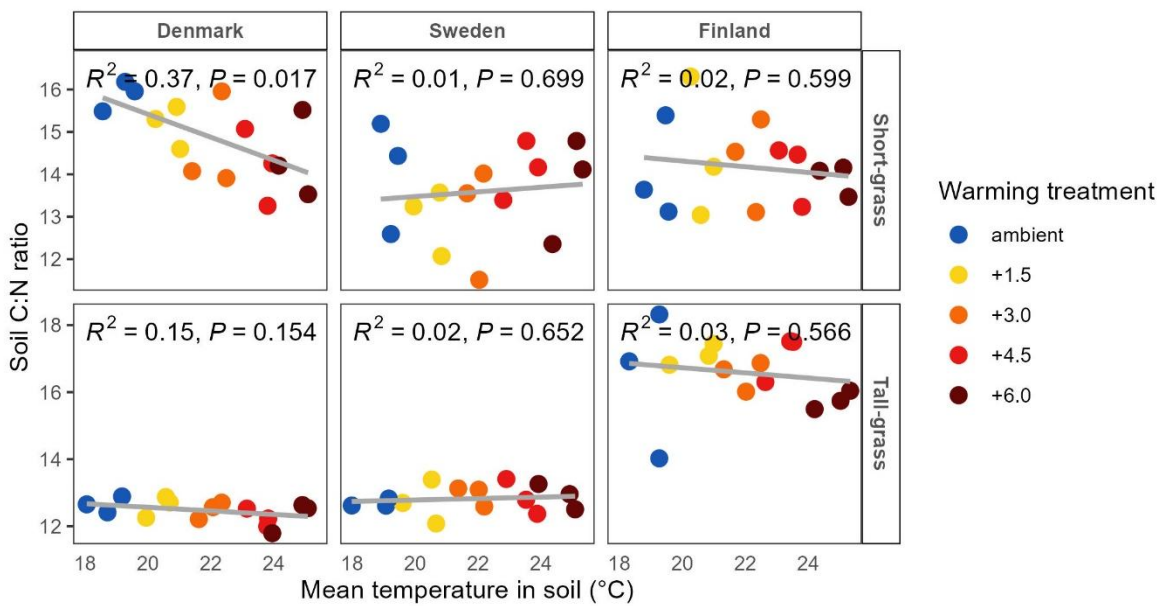 Denmark
Sweden
Finland
R² = 0.37, P = 0.017
R² = 0.01, P = 0.699
R² = 0.02, P = 0.599
16
15
14
13
12
Short-grass
R² = 0.15, P = 0.154
R² = 0.02, P = 0.652
R² = 0.03, P = 0.566
18
16
14
12
Tall-grass
Soil C:N ratio
18 20 22 24
18 20 22 24
18 20 22 24
Mean temperature in soil (°C)
Warming treatment
ambient
+1.5
+3.0
+4.5
+6.0